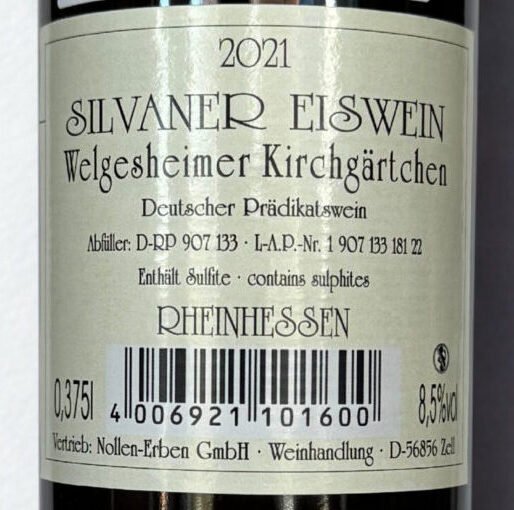 2021
SILVANER EISWEIN
Welgesheimer Kirchgärtchen
Deutscher Prädikatswein
Abfüller: D-RP 907 133 · L-A.P.-Nr. 1 907 133 181 22
Enthält Sulfite · contains sulphites
RHEINHESSEN
0,375l 4 006921 101600 8,5%vol
Vertrieb: Nollen-Erben GmbH · Weinhandlung · D-56856 Zell